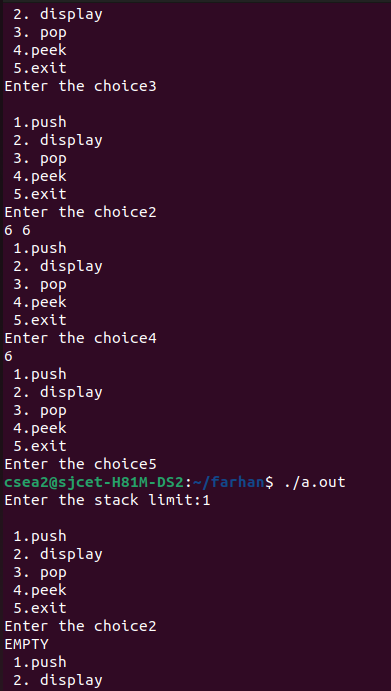 2. display
3. pop
4.peek
5.exit
Enter the choice3
1.push
2. display
3. pop
4.peek
5.exit
Enter the choice2
6 6
1.push
2. display
3. pop
4.peek
5.exit
Enter the choice4
6
1.push
2. display
3. pop
4.peek
5.exit
Enter the choice5
csea2@sjcet-H81M-DS2:~/farhan$ ./a.out
Enter the stack limit:1
1.push
2. display
3. pop
4.peek
5.exit
Enter the choice2
EMPTY
1.push
2. display